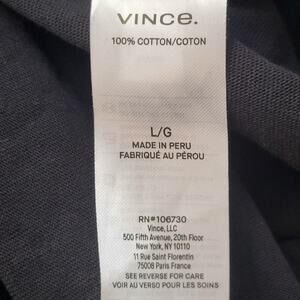 VINCE.
100% COTTON/COTON
L/G
MADE IN PERU
FABRIQUÉ AU PÉROU
RN#106730
Vince, LLC
500 Fifth Avenue, 20th Floor
New York, NY 10110
11 Rue Saint Florentin
75008 Paris France
SEE REVERSE FOR CARE
VOIR AU VERSO POUR LES SOINS